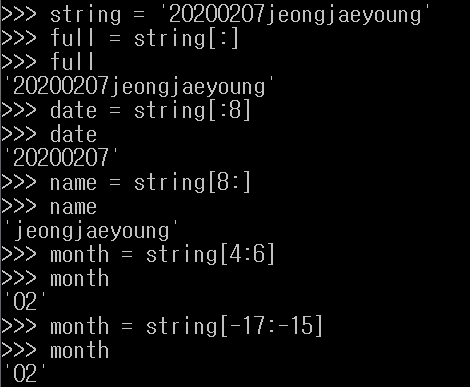 >>> string = '20200207jeongjaeyoung'
>>> full = string[:]
>>> full
'20200207jeongjaeyoung'
>>> date = string[:8]
>>> date
'20200207'
>>> name = string[8:]
>>> name
'jeongjaeyoung'
>>> month = string[4:6]
>>> month
'02'
>>> month = string[-17:-15]
>>> month
'02'